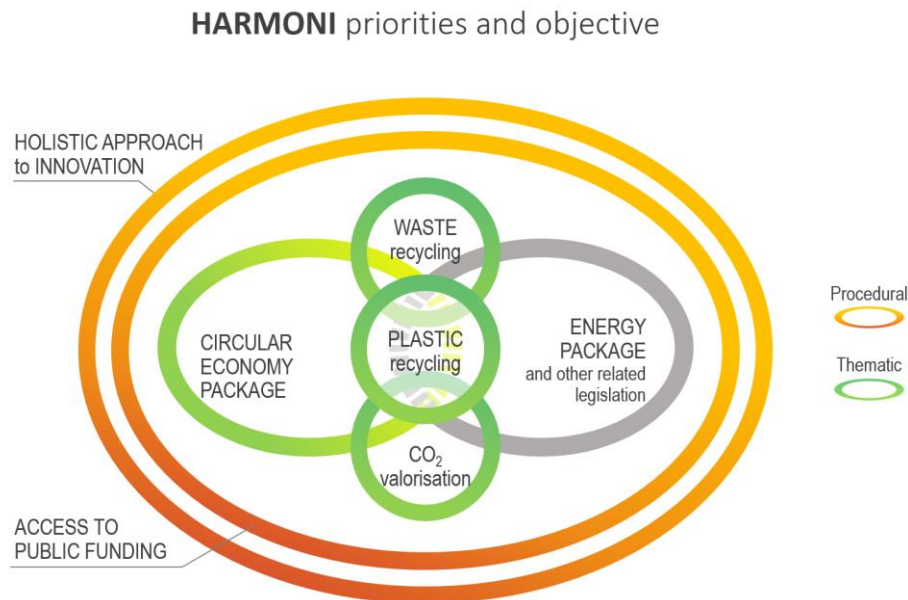 HARMONI priorities and objective
HOLISTIC APPROACH
to INNOVATION
WASTE
recycling
CIRCULAR
ECONOMY
PACKAGE
PLASTIC
recycling
ENERGY
PACKAGE
and other related
legislation
CO₂
valorisation
ACCESS TO
PUBLIC FUNDING
Procedural
Thematic